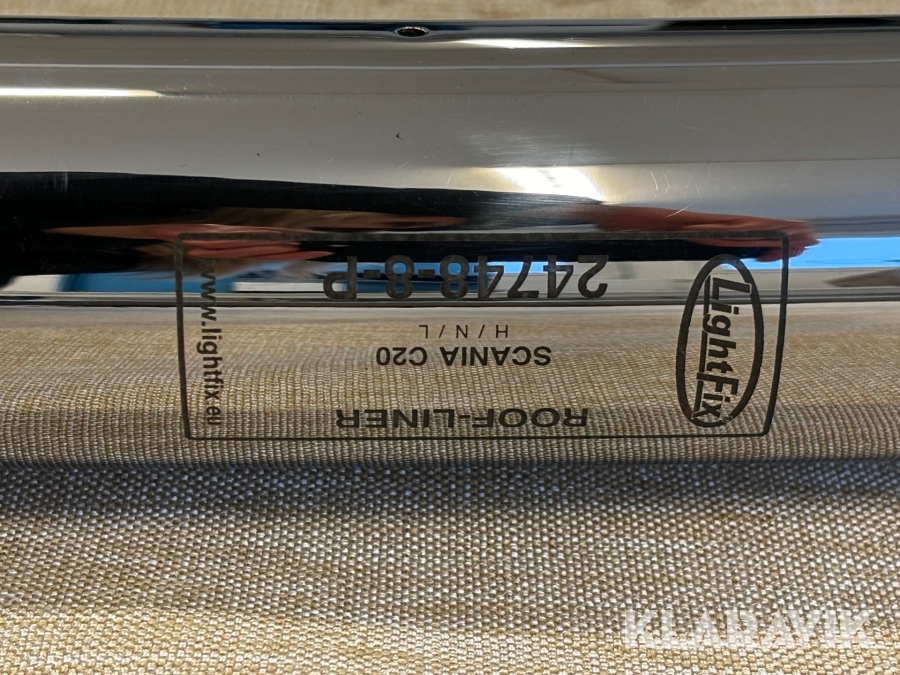 ROOF-LINER
SCANIA C20
H / N / L
24748-8-P
LightFix
www.lightfix.eu
KLARAVIK